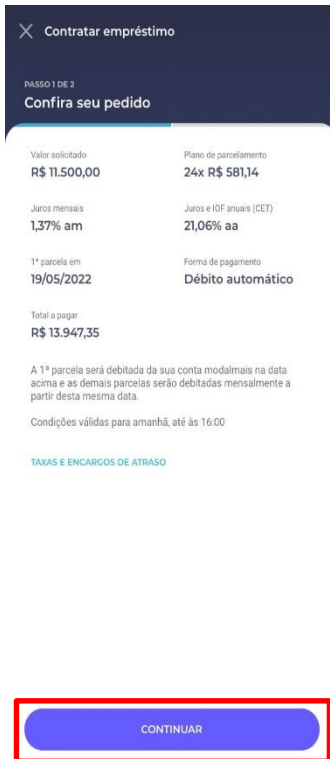 Contratar empréstimo
PASSO 1 DE 2
Confira seu pedido
Valor solicitado
R$ 11.500,00
Plano de parcelamento
24x R$ 581,14
Juros mensais
1,37% am
Juros e IOF anuais (CET)
21,06% aa
1ª parcela em
19/05/2022
Forma de pagamento
Débito automático
Total a pagar
R$ 13.947,35
A 1ª parcela será debitada da sua conta modalmais na data
acima e as demais parcelas serão debitadas mensalmente a
partir desta mesma data.
Condições válidas para amanhã, até às 16:00
TAXAS E ENCARGOS DE ATRASO
CONTINUAR